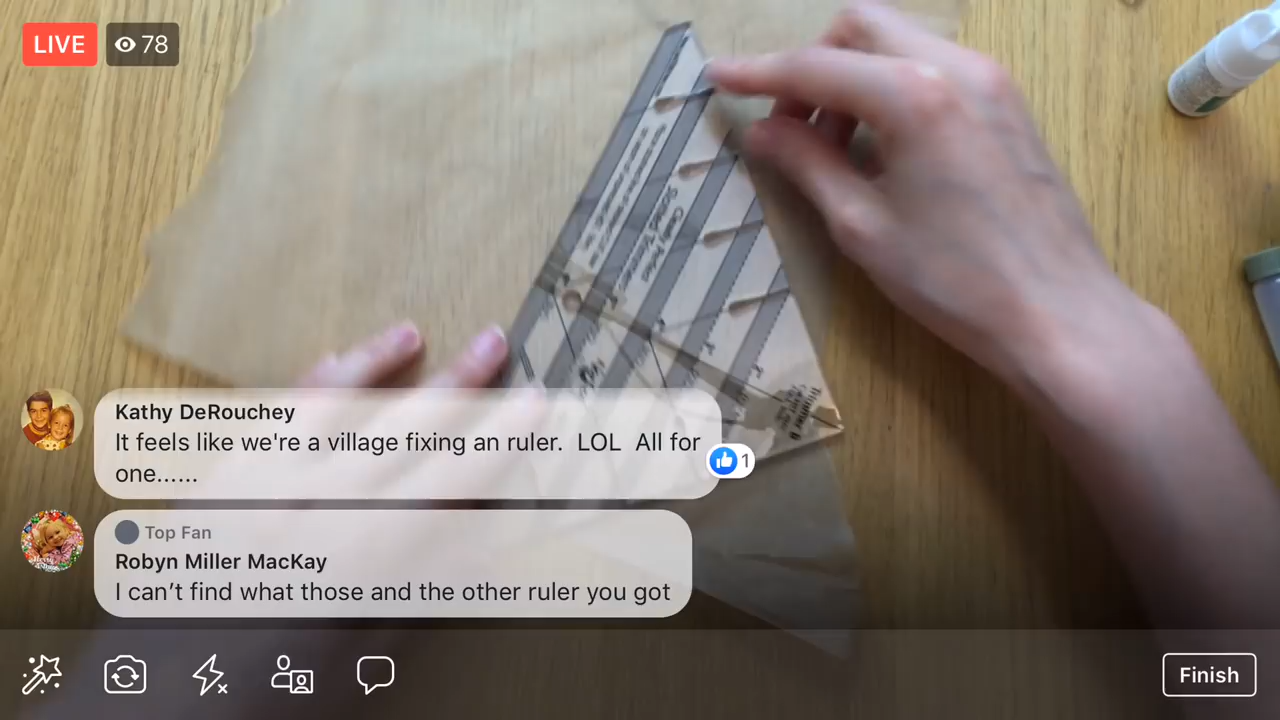 LIVE
78
Kathy DeRouchey
It feels like we're a village fixing an ruler.  LOL  All for
one......
1
Top Fan
Robyn Miller MacKay
I can’t find what those and the other ruler you got
Finish